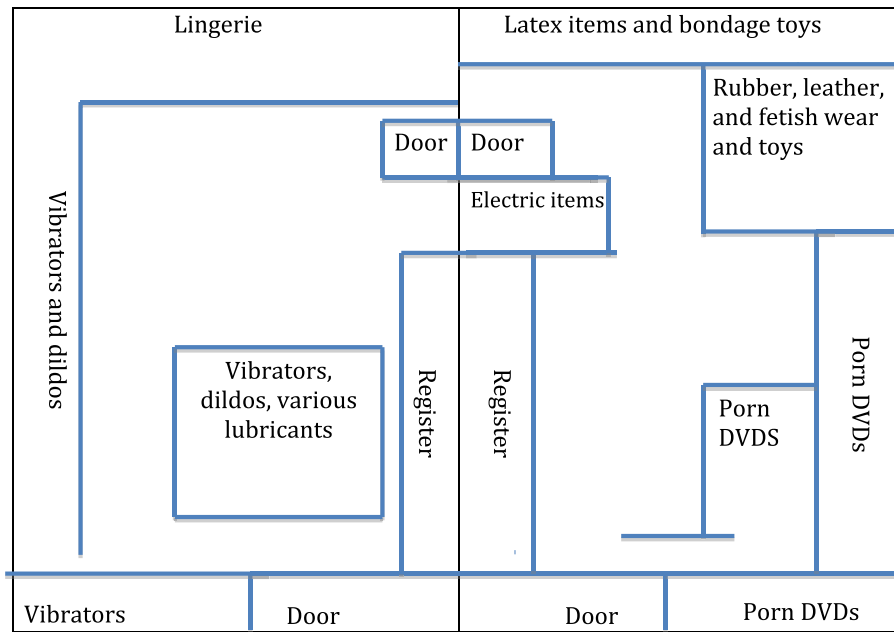 Lingerie
Latex items and bondage toys
Rubber, leather,
and fetish wear
and toys
Door
Door
Electric items
Vibrators and dildos
Vibrators,
dildos, various
lubricants
Register
Register
Porn
DVDS
Porn DVDs
Vibrators
Door
Door
Porn DVDs